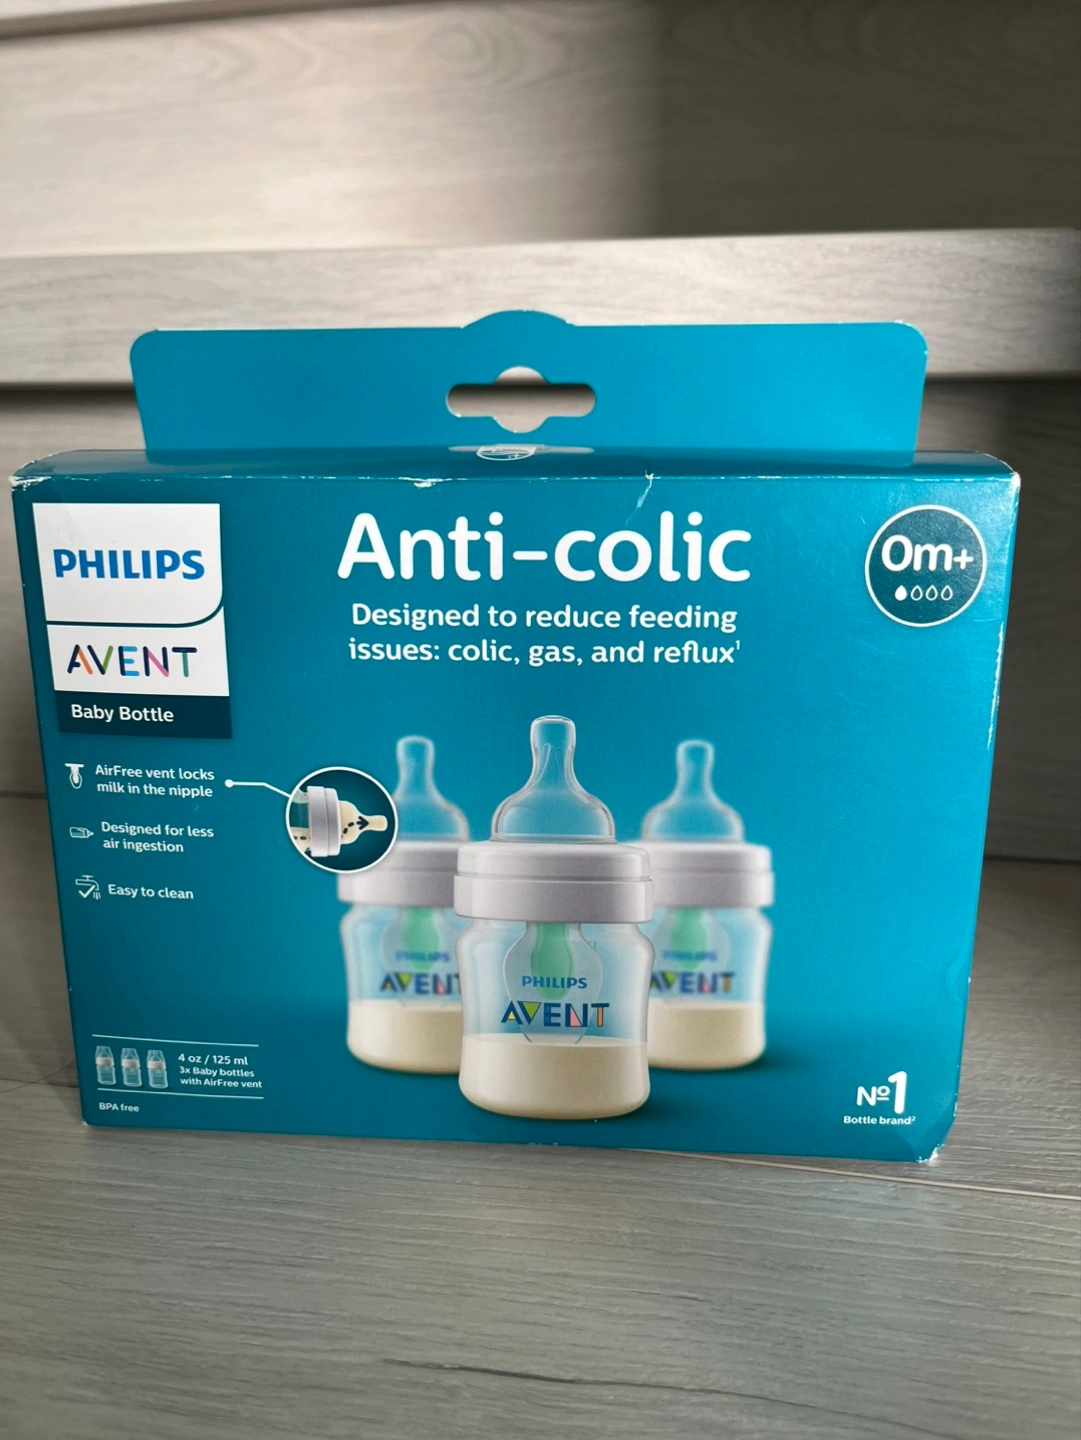 PHILIPS
AVENT
Baby Bottle
Anti-colic
Designed to reduce feeding
issues: colic, gas, and reflux¹
0m+
AirFree vent locks
milk in the nipple
Designed for less
air ingestion
Easy to clean
PHILIPS
AVENT
PHILIPS
AVENT
PHILIPS
AVENT
4 oz / 125 ml
3x Baby bottles
with AirFree vent
BPA free
Nº1
Bottle brand²